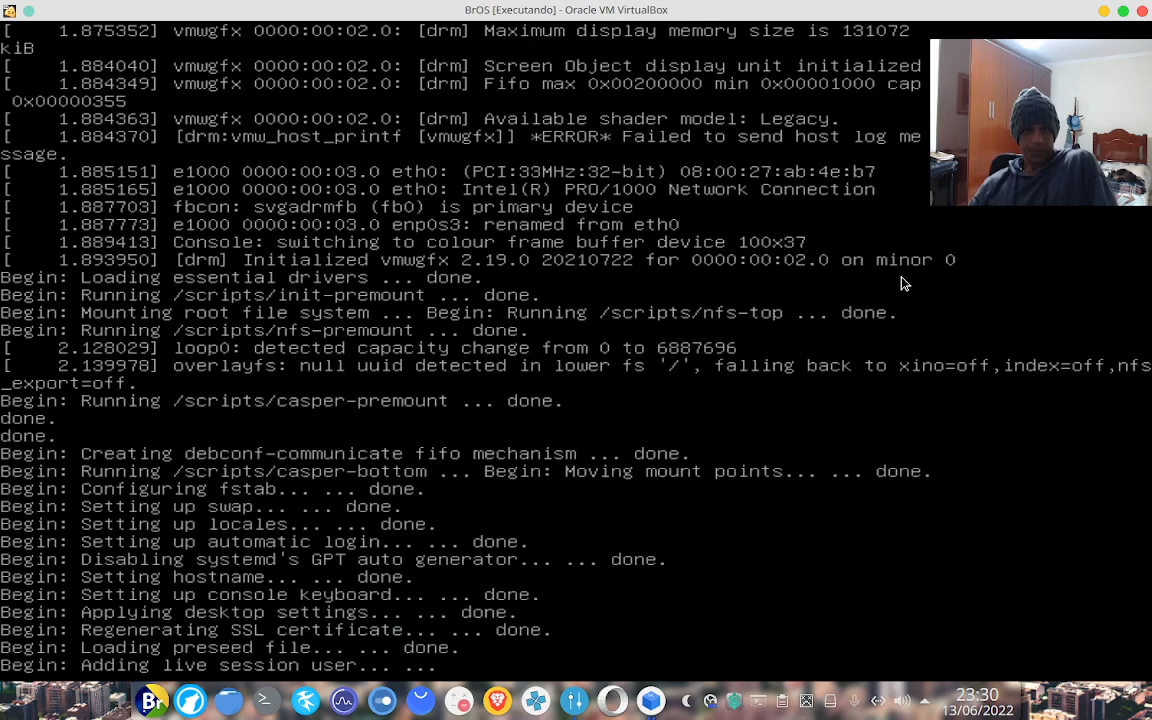 BrOS [Executando] - Oracle VM VirtualBox
[    1.875352] vmwgfx 0000:00:02.0: [drm] Maximum display memory size is 131072
kiB
[    1.884040] vmwgfx 0000:00:02.0: [drm] Screen Object display unit initialized
[    1.884349] vmwgfx 0000:00:02.0: [drm] Fifo max 0x00200000 min 0x00001000 cap
 0x00000355
[    1.884363] vmwgfx 0000:00:02.0: [drm] Available shader model: Legacy.
[    1.884370] [drm:vmw_host_printf [vmwgfx]] *ERROR* Failed to send host log me
ssage.
[    1.885151] e1000 0000:00:03.0 eth0: (PCI:33MHz:32-bit) 08:00:27:ab:4e:b7
[    1.885165] e1000 0000:00:03.0 eth0: Intel(R) PRO/1000 Network Connection
[    1.887703] fbcon: svgadrmfb (fb0) is primary device
[    1.887773] e1000 0000:00:03.0 enp0s3: renamed from eth0
[    1.889413] Console: switching to colour frame buffer device 100x37
[    1.893950] [drm] Initialized vmwgfx 2.19.0 20210722 for 0000:00:02.0 on minor 0
Begin: Loading essential drivers ... done.
Begin: Running /scripts/init-premount ... done.
Begin: Mounting root file system ... Begin: Running /scripts/nfs-top ... done.
Begin: Running /scripts/nfs-premount ... done.
[    2.128029] loop0: detected capacity change from 0 to 6887696
[    2.139978] overlayfs: null uuid detected in lower fs '/', falling back to xino=off,index=off,nfs
_export=off.
Begin: Running /scripts/casper-premount ... done.
done.
done.
Begin: Creating debconf-communicate fifo mechanism ... done.
Begin: Running /scripts/casper-bottom ... Begin: Moving mount points... ... done.
Begin: Configuring fstab... ... done.
Begin: Setting up swap... ... done.
Begin: Setting up locales... ... done.
Begin: Setting up automatic login... ... done.
Begin: Disabling systemd's GPT auto generator... ... done.
Begin: Setting hostname... ... done.
Begin: Setting up console keyboard... ... done.
Begin: Applying desktop settings... ... done.
Begin: Regenerating SSL certificate... ... done.
Begin: Loading preseed file... ... done.
Begin: Adding live session user... ...
Br
23:30
13/06/2022